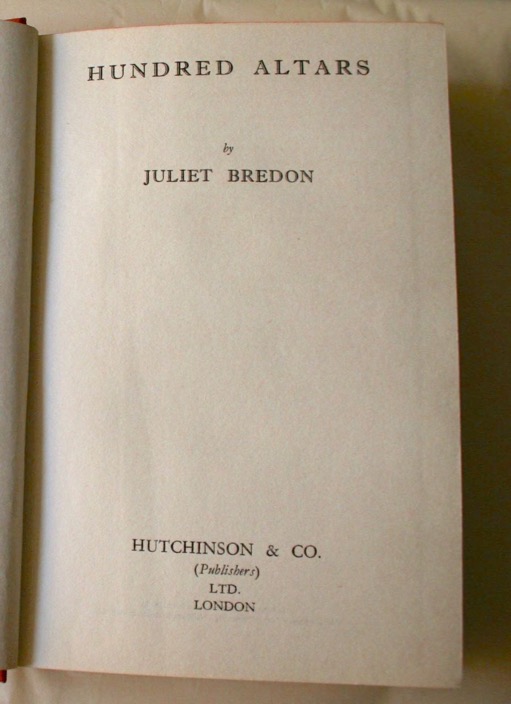 HUNDRED ALTARS
by
JULIET BREDON
HUTCHINSON & CO.
(Publishers)
LTD.
LONDON